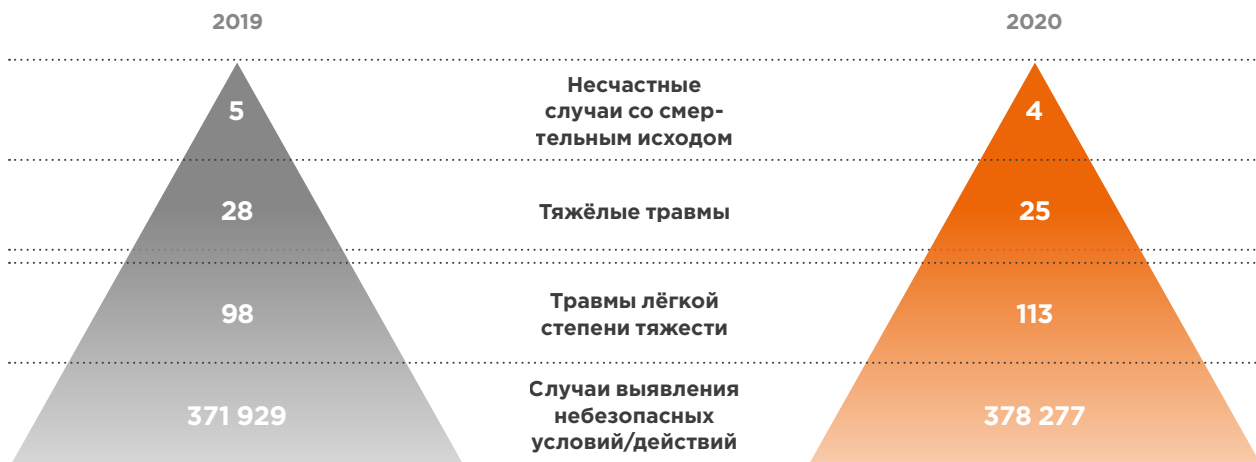 2019
2020
5
Несчастные
случаи со смер-
тельным исходом
4
28
Тяжёлые травмы
25
98
Травмы лёгкой
степени тяжести
113
371 929
Случаи выявления
небезопасных
условий/действий
378 277